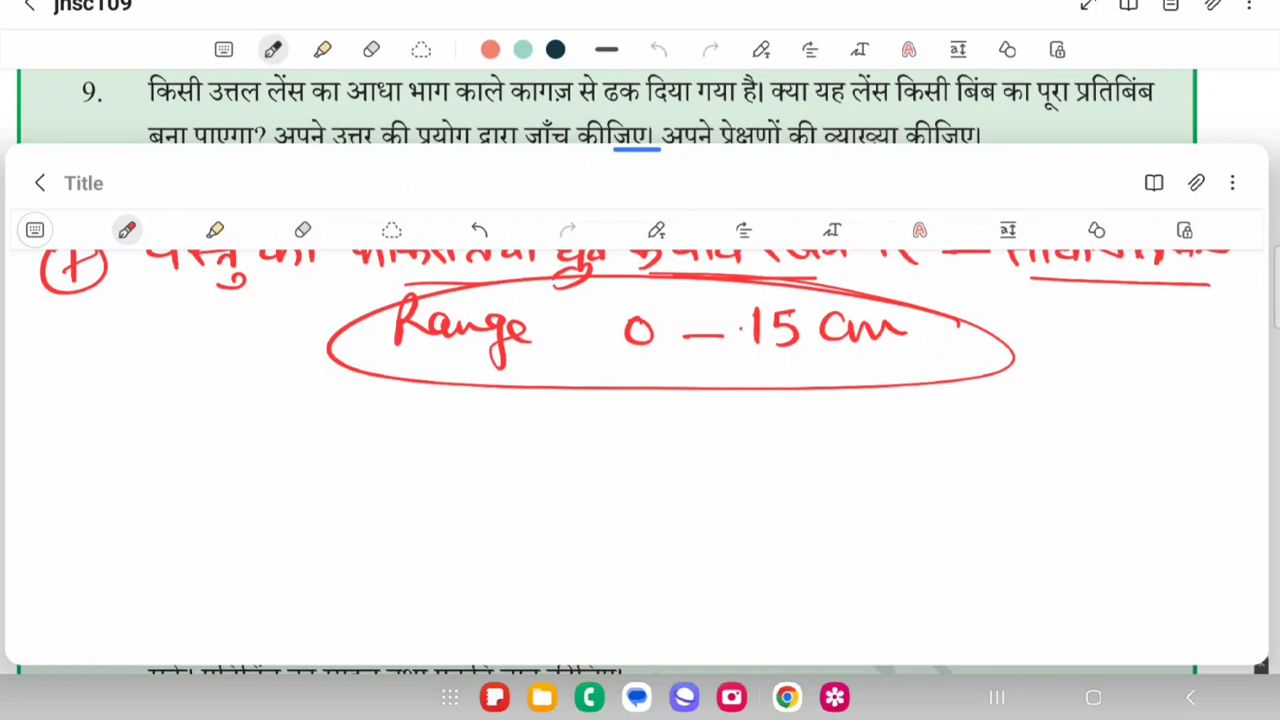 jhsc109
9. किसी उत्तल लेंस का आधा भाग काले कागज़ से ढक दिया गया है। क्या यह लेंस किसी बिंब का पूरा प्रतिबिंब
बना पाएगा? अपने उत्तर की प्रयोग द्वारा जाँच कीजिए। अपने प्रेक्षणों की व्याख्या कीजिए।
Title
Range 0 – 15 cm